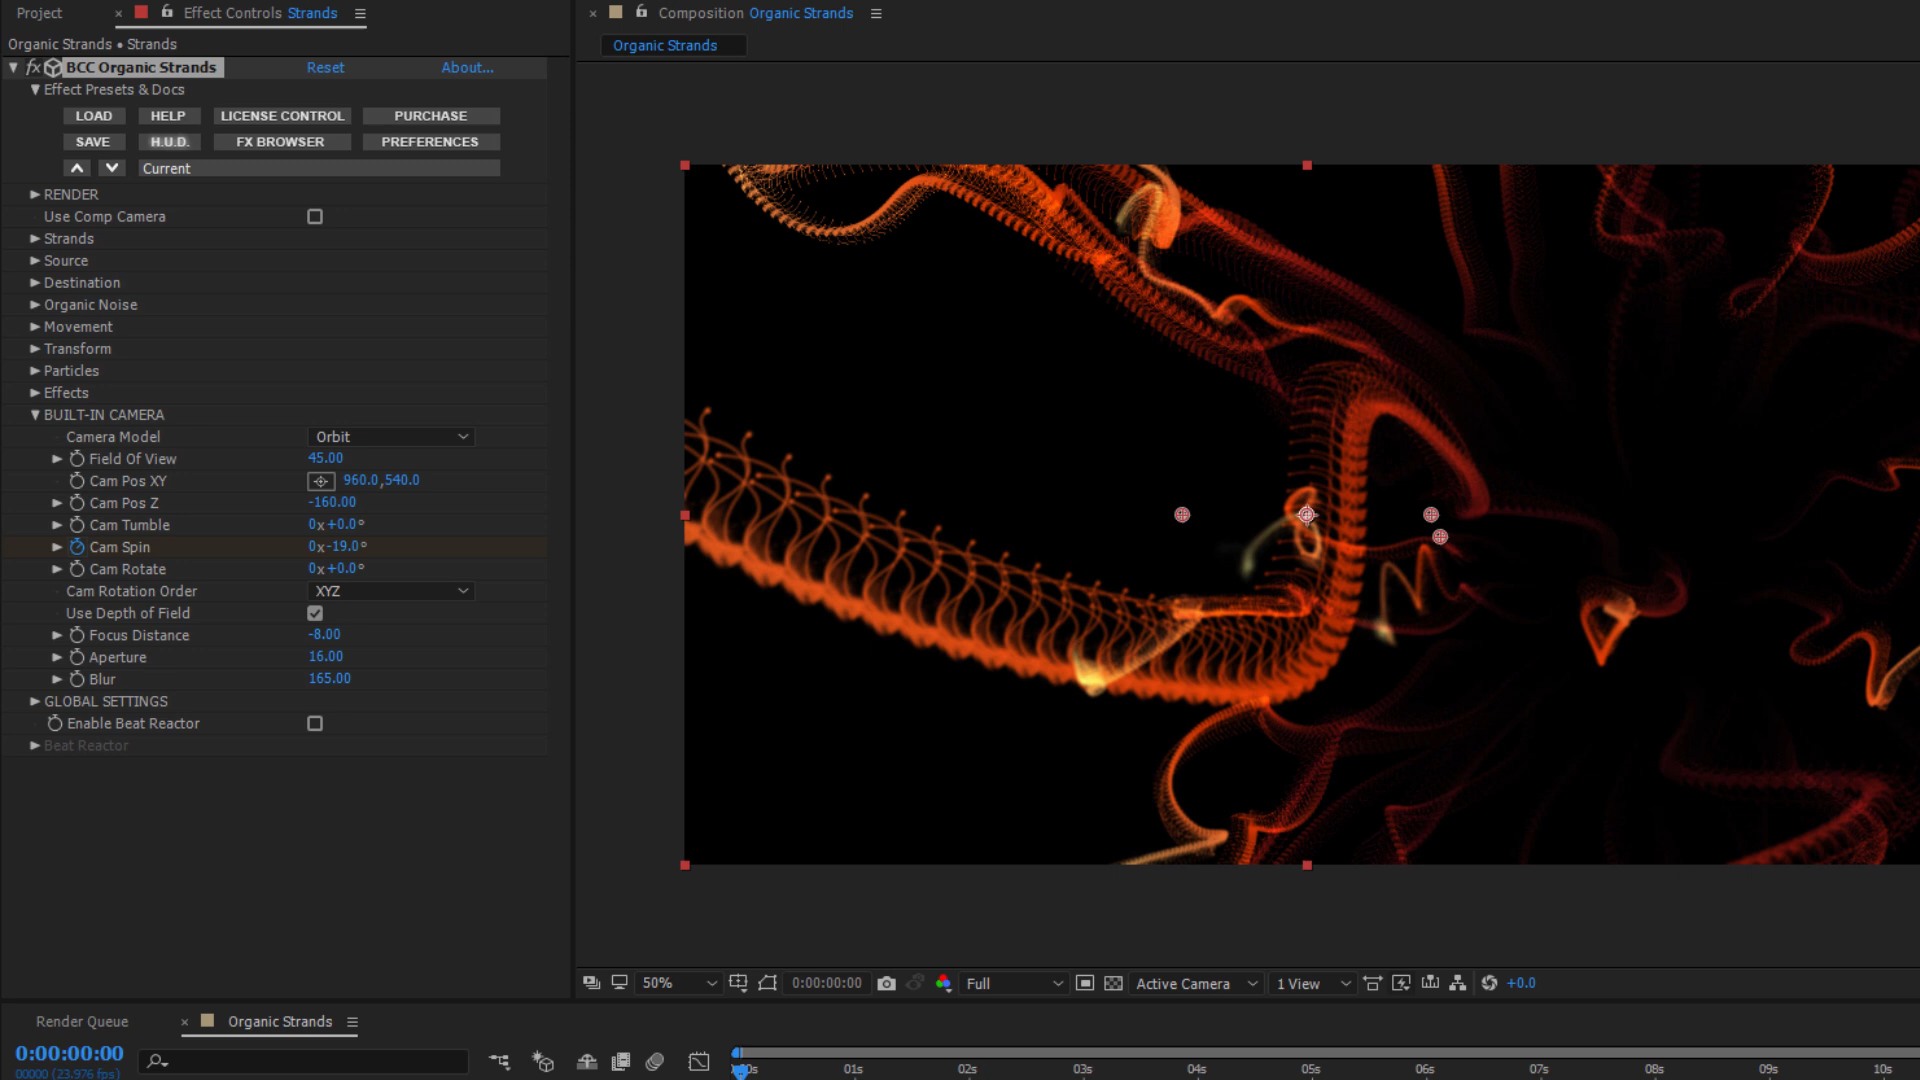 Project
Effect Controls Strands
Organic Strands • Strands
fx BCC Organic Strands Reset About...
Effect Presets & Docs
LOAD HELP LICENSE CONTROL PURCHASE
SAVE H.U.D. FX BROWSER PREFERENCES
Current
RENDER
Use Comp Camera
Strands
Source
Destination
Organic Noise
Movement
Transform
Particles
Effects
BUILT-IN CAMERA
Camera Model Orbit
Field Of View 45.00
Cam Pos XY 960.0,540.0
Cam Pos Z -160.00
Cam Tumble 0x+0.0°
Cam Spin 0x-19.0°
Cam Rotate 0x+0.0°
Cam Rotation Order XYZ
Use Depth of Field
Focus Distance -8.00
Aperture 16.00
Blur 165.00
GLOBAL SETTINGS
Enable Beat Reactor
Beat Reactor
Composition Organic Strands
Organic Strands
50% 0:00:00:00 Full Active Camera 1 View +0.0
Render Queue
Organic Strands
0:00:00:00
00000 (23.976 fps)
01s 02s 03s 04s 05s 06s 07s 08s 09s 10s